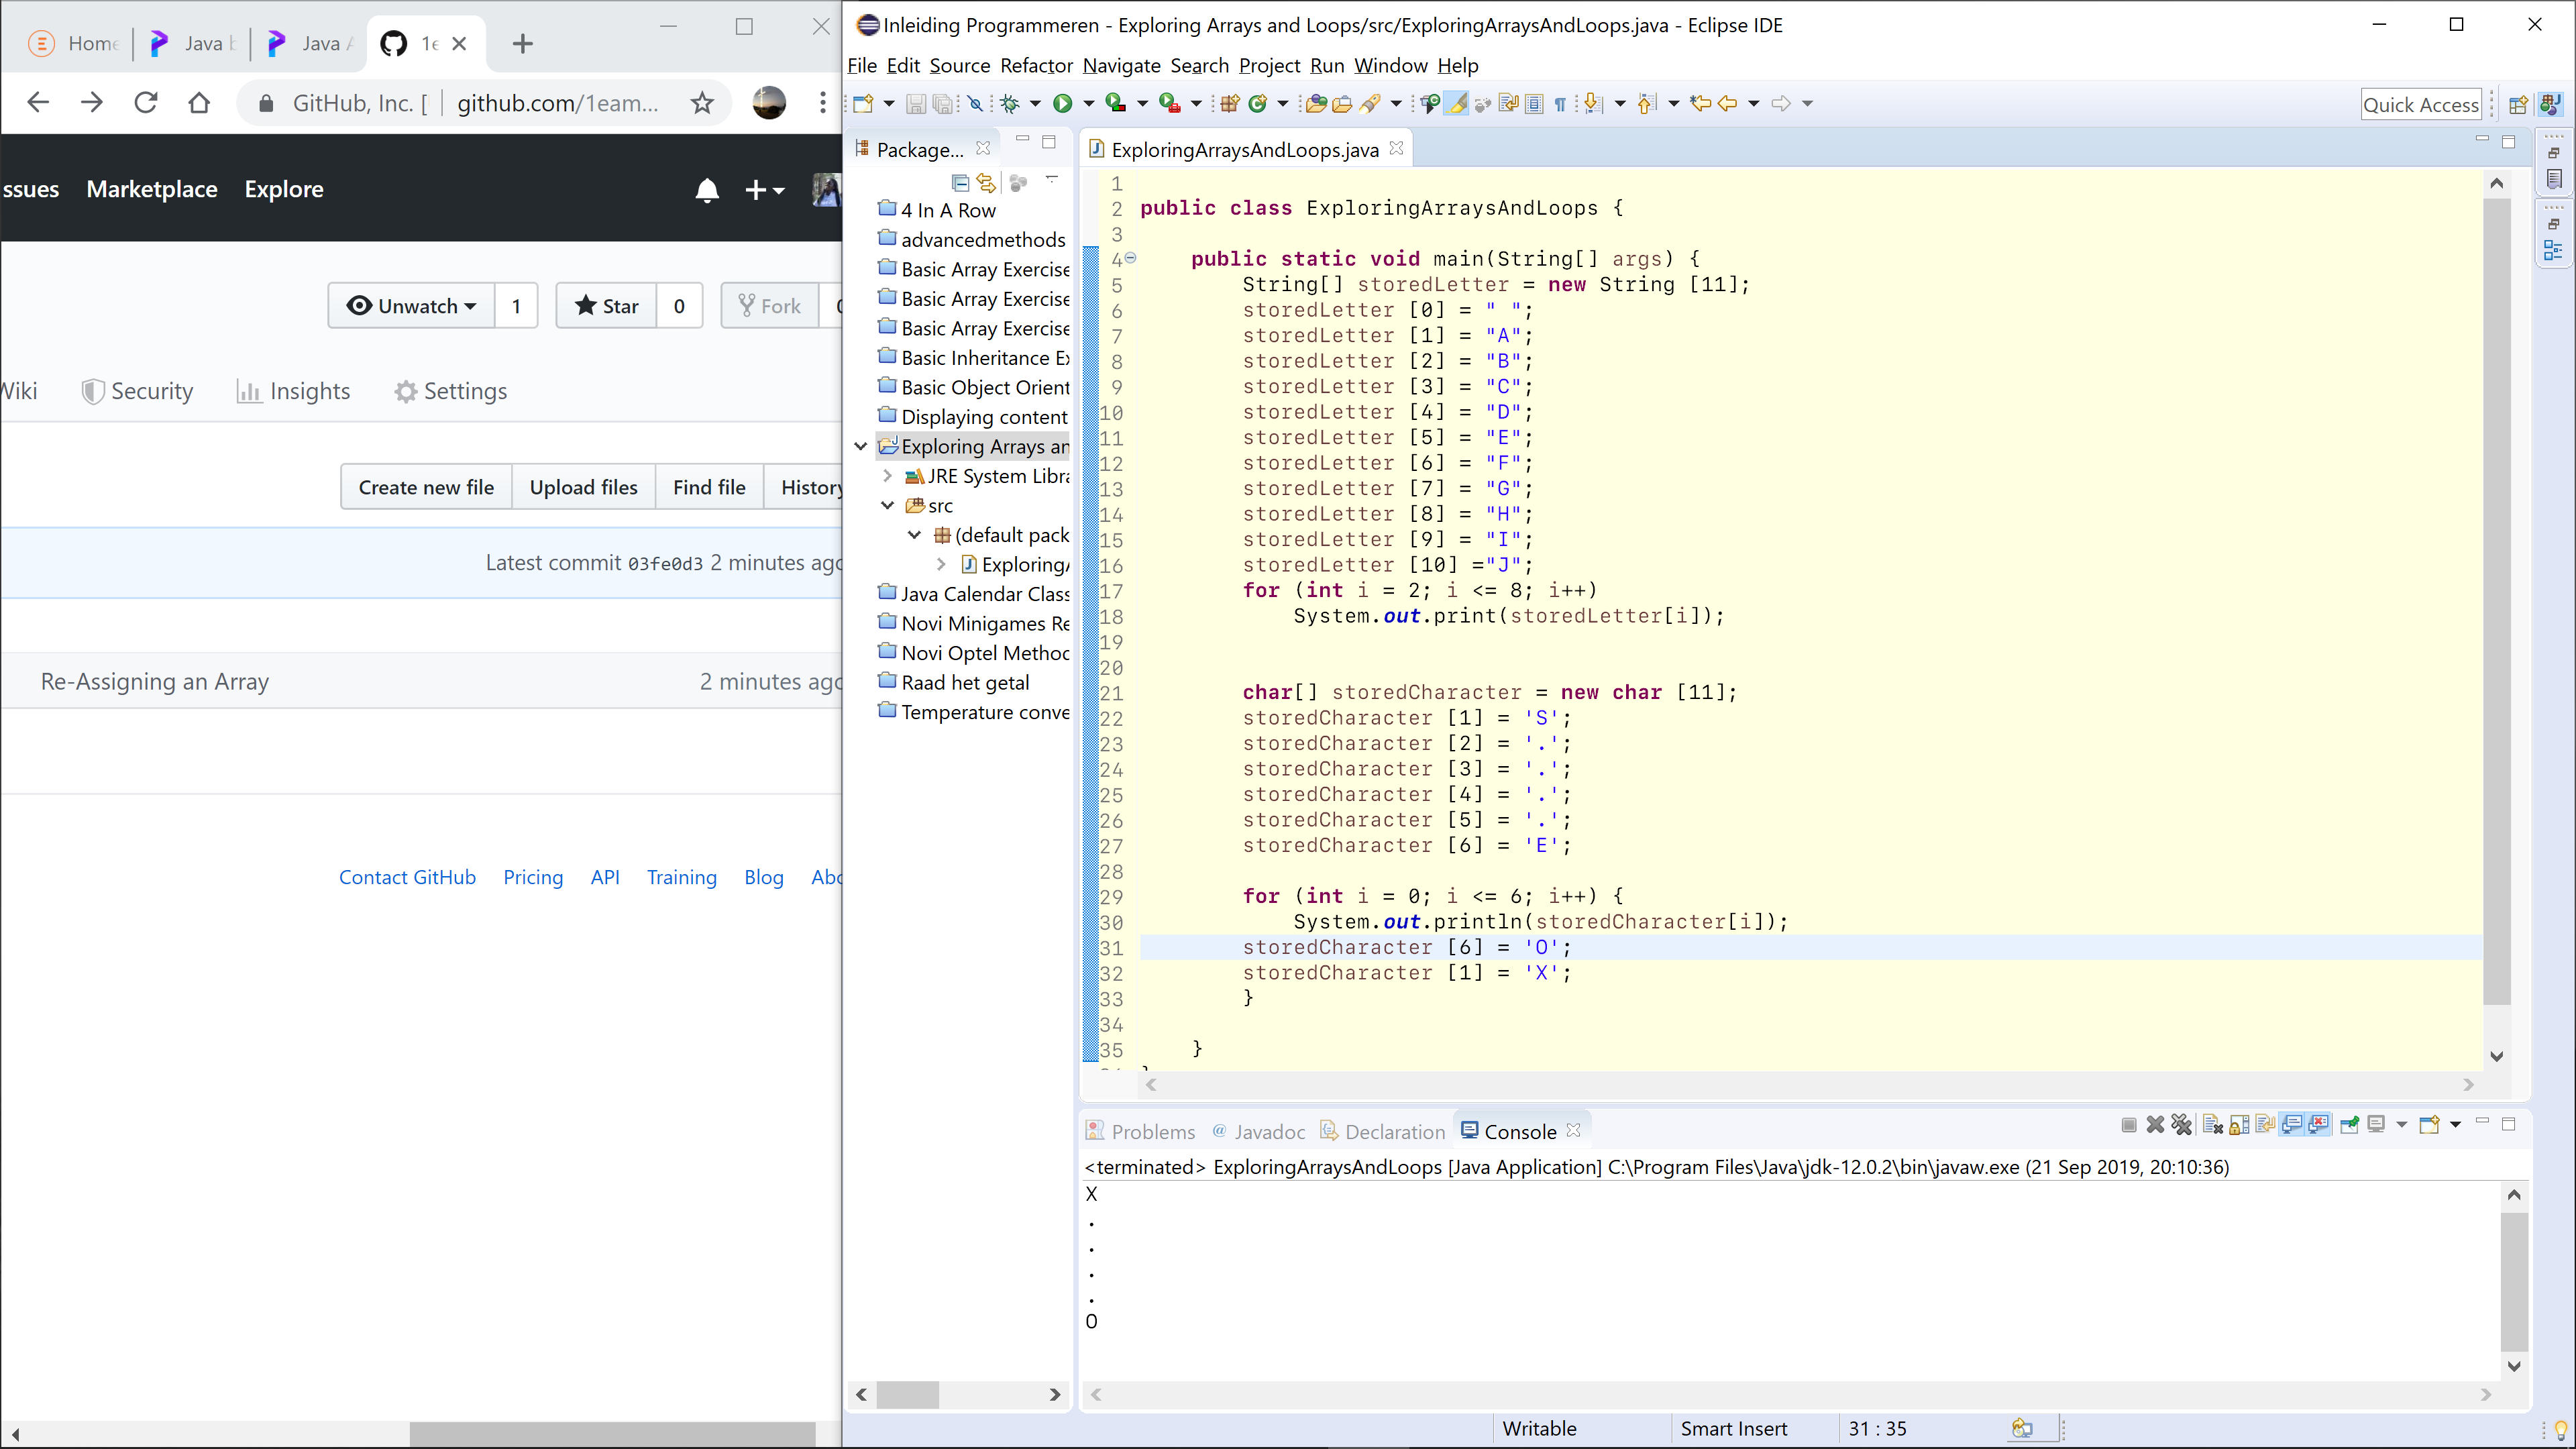 Home
Java b
Java A
1e
GitHub, Inc. [
github.com/1eam...
ssues Marketplace Explore
Unwatch 1 Star 0 Fork
Wiki Security Insights Settings
Create new file Upload files Find file History
Latest commit 03fe0d3 2 minutes ago
Re-Assigning an Array 2 minutes ago
Contact GitHub Pricing API Training Blog Abo
Inleiding Programmeren - Exploring Arrays and Loops/src/ExploringArraysAndLoops.java - Eclipse IDE
File Edit Source Refactor Navigate Search Project Run Window Help
Quick Access
Package...
4 In A Row
advancedmethods
Basic Array Exercise
Basic Array Exercise
Basic Array Exercise
Basic Inheritance Ex
Basic Object Orient
Displaying content
Exploring Arrays an
JRE System Libra
src
(default pack
ExploringA
Java Calendar Class
Novi Minigames Re
Novi Optel Method
Raad het getal
Temperature conve
ExploringArraysAndLoops.java
1
2 public class ExploringArraysAndLoops {
3
4 public static void main(String[] args) {
5 String[] storedLetter = new String [11];
6 storedLetter [0] = " ";
7 storedLetter [1] = "A";
8 storedLetter [2] = "B";
9 storedLetter [3] = "C";
10 storedLetter [4] = "D";
11 storedLetter [5] = "E";
12 storedLetter [6] = "F";
13 storedLetter [7] = "G";
14 storedLetter [8] = "H";
15 storedLetter [9] = "I";
16 storedLetter [10] ="J";
17 for (int i = 2; i <= 8; i++)
18 System.out.print(storedLetter[i]);
19
20
21 char[] storedCharacter = new char [11];
22 storedCharacter [1] = 'S';
23 storedCharacter [2] = '.';
24 storedCharacter [3] = '.';
25 storedCharacter [4] = '.';
26 storedCharacter [5] = '.';
27 storedCharacter [6] = 'E';
28
29 for (int i = 0; i <= 6; i++) {
30 System.out.println(storedCharacter[i]);
31 storedCharacter [6] = 'O';
32 storedCharacter [1] = 'X';
33 }
34
35 }
Problems Javadoc Declaration Console
<terminated> ExploringArraysAndLoops [Java Application] C:\Program Files\Java\jdk-12.0.2\bin\javaw.exe (21 Sep 2019, 20:10:36)
X
.
.
.
.
O
Writable Smart Insert 31 : 35